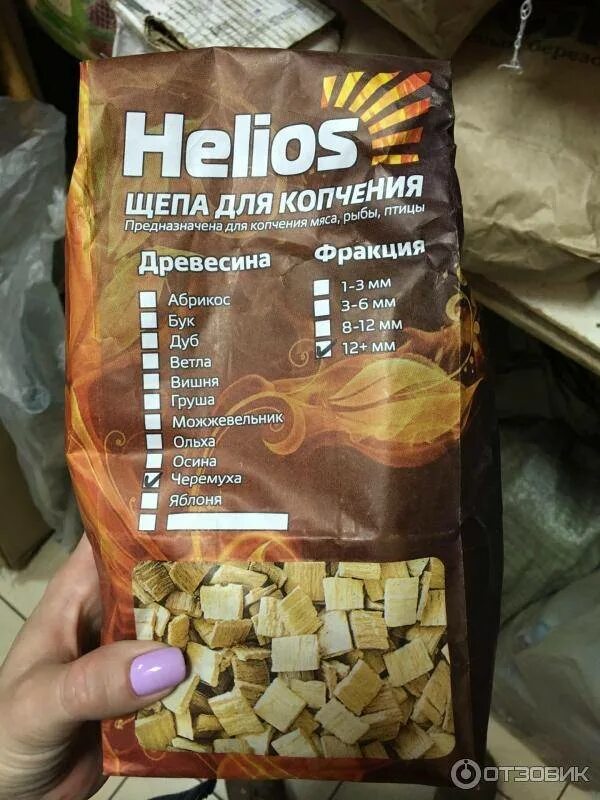 Helios
ЩЕПА ДЛЯ КОПЧЕНИЯ
Предназначена для копчения мяса, рыбы, птицы
Древесина
Абрикос
Бук
Дуб
Ветла
Вишня
Груша
Можжевельник
Ольха
Осина
Черемуха
Яблоня
Фракция
1-3 мм
3-6 мм
8-12 мм
12+ мм
ОТЗОВИК